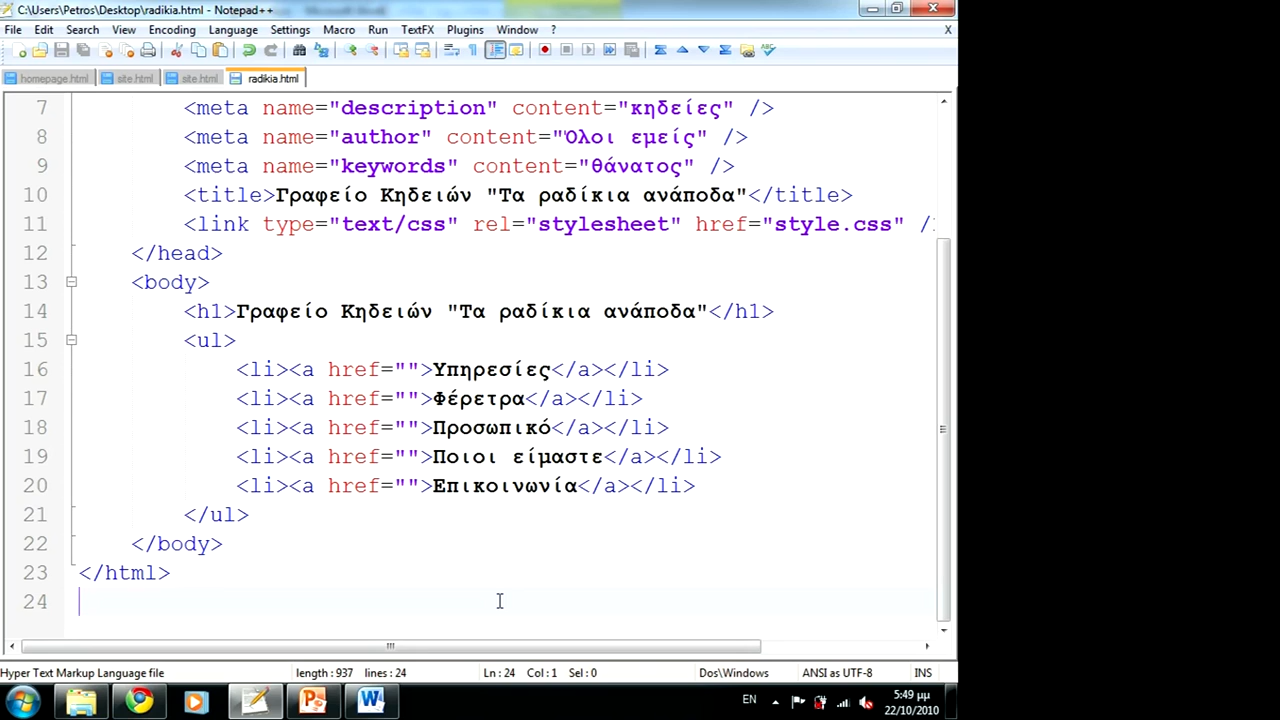 C:\Users\Petros\Desktop\radikia.html - Notepad++
File Edit Search View Encoding Language Settings Macro Run TextFX Plugins Window ? X
homepage.html site.html site.html radikia.html
7 <meta name="description" content="κηδείες" />
8 <meta name="author" content="Όλοι εμείς" />
9 <meta name="keywords" content="θάνατος" />
10 <title>Γραφείο Κηδειών "Τα ραδίκια ανάποδα"</title>
11 <link type="text/css" rel="stylesheet" href="style.css" /
12 </head>
13 <body>
14 <h1>Γραφείο Κηδειών "Τα ραδίκια ανάποδα"</h1>
15 <ul>
16 <li><a href="">Υπηρεσίες</a></li>
17 <li><a href="">Φέρετρα</a></li>
18 <li><a href="">Προσωπικό</a></li>
19 <li><a href="">Ποιοι είμαστε</a></li>
20 <li><a href="">Επικοινωνία</a></li>
21 </ul>
22 </body>
23 </html>
24
Hyper Text Markup Language file length : 937 lines : 24 Ln : 24 Col : 1 Sel : 0 Dos\Windows ANSI as UTF-8 INS
EN 5:49 μμ
22/10/2010